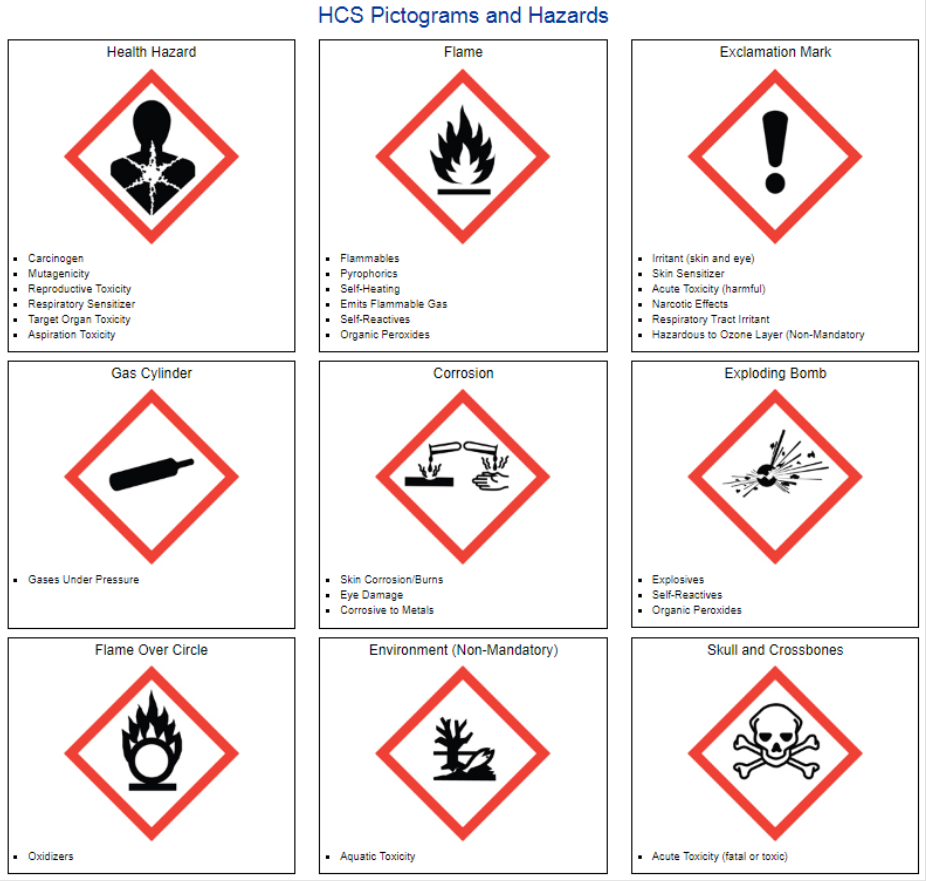 HCS Pictograms and Hazards
Health Hazard
▪ Carcinogen
▪ Mutagenicity
▪ Reproductive Toxicity
▪ Respiratory Sensitizer
▪ Target Organ Toxicity
▪ Aspiration Toxicity
Flame
▪ Flammables
▪ Pyrophorics
▪ Self-Heating
▪ Emits Flammable Gas
▪ Self-Reactives
▪ Organic Peroxides
Exclamation Mark
▪ Irritant (skin and eye)
▪ Skin Sensitizer
▪ Acute Toxicity (harmful)
▪ Narcotic Effects
▪ Respiratory Tract Irritant
▪ Hazardous to Ozone Layer (Non-Mandatory
Gas Cylinder
▪ Gases Under Pressure
Corrosion
▪ Skin Corrosion/Burns
▪ Eye Damage
▪ Corrosive to Metals
Exploding Bomb
▪ Explosives
▪ Self-Reactives
▪ Organic Peroxides
Flame Over Circle
▪ Oxidizers
Environment (Non-Mandatory)
▪ Aquatic Toxicity
Skull and Crossbones
▪ Acute Toxicity (fatal or toxic)